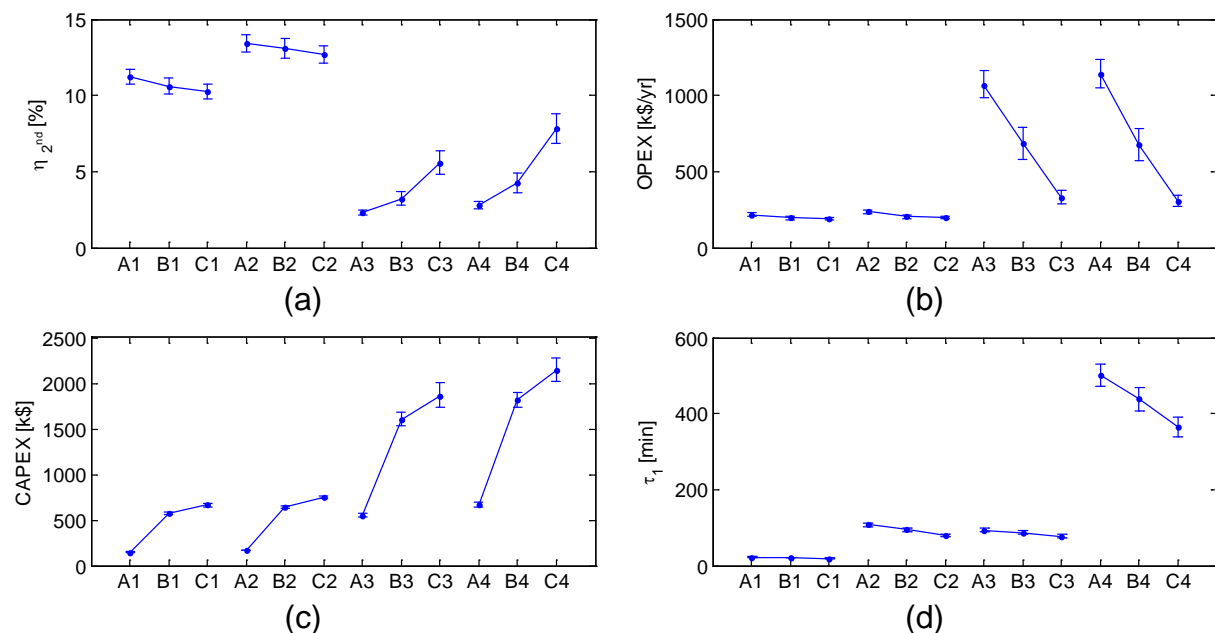 η 2nd [%]
15
10
5
0
A1 B1 C1 A2 B2 C2 A3 B3 C3 A4 B4 C4
(a)
OPEX [k$/yr]
1500
1000
500
0
A1 B1 C1 A2 B2 C2 A3 B3 C3 A4 B4 C4
(b)
CAPEX [k$]
2500
2000
1500
1000
500
0
A1 B1 C1 A2 B2 C2 A3 B3 C3 A4 B4 C4
(c)
τ1 [min]
600
400
200
0
A1 B1 C1 A2 B2 C2 A3 B3 C3 A4 B4 C4
(d)